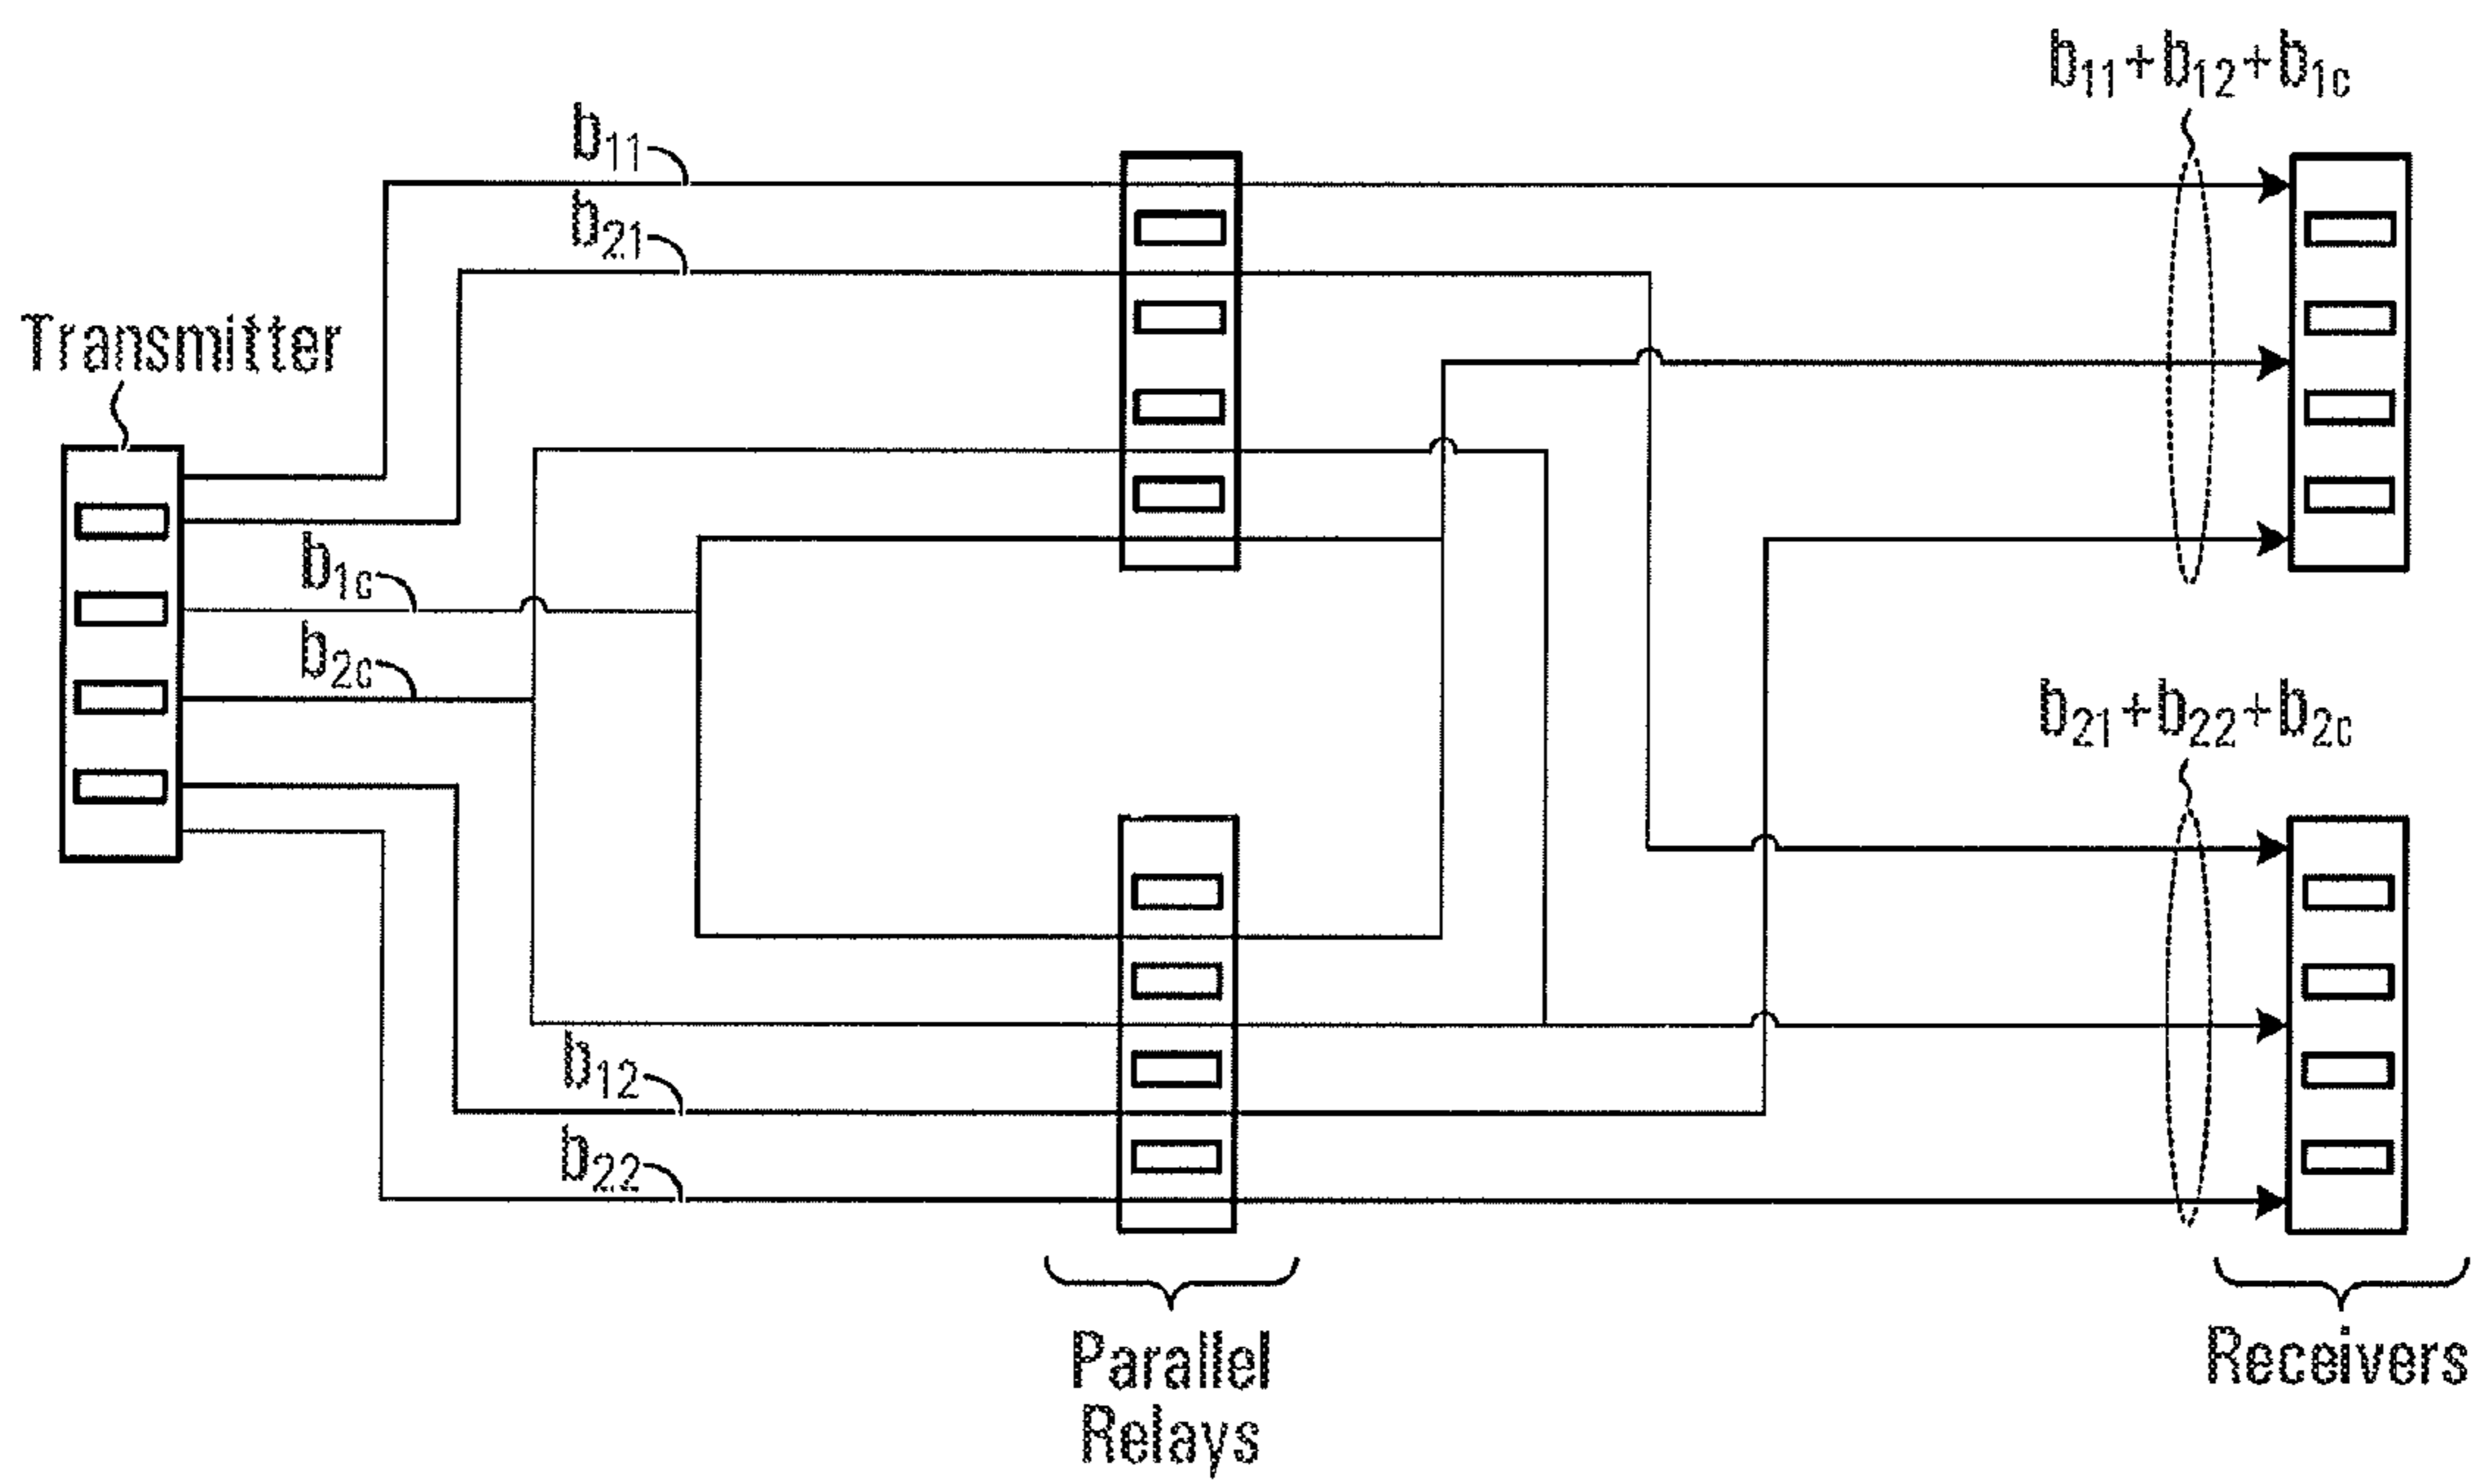 b11+b12+b1c
b11
b21
Transmitter
b1c
b2c
b21+b22+b2c
b12
b22
Parallel
Relays
Receivers